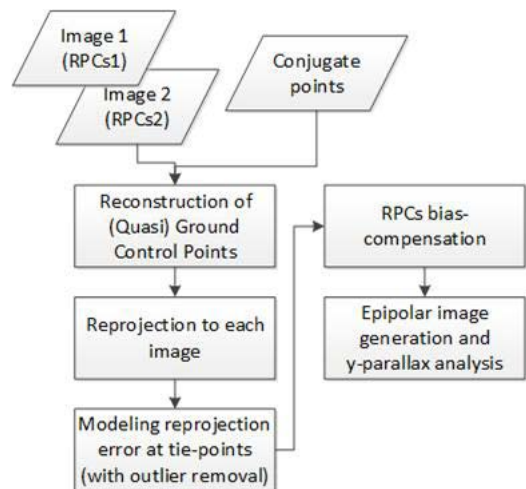 Image 1
(RPCs1)
Image 2
(RPCs2)
Conjugate
points
Reconstruction of
(Quasi) Ground
Control Points
Reprojection to each
image
Modeling reprojection
error at tie-points
(with outlier removal)
RPCs bias-
compensation
Epipolar image
generation and
y-parallax analysis